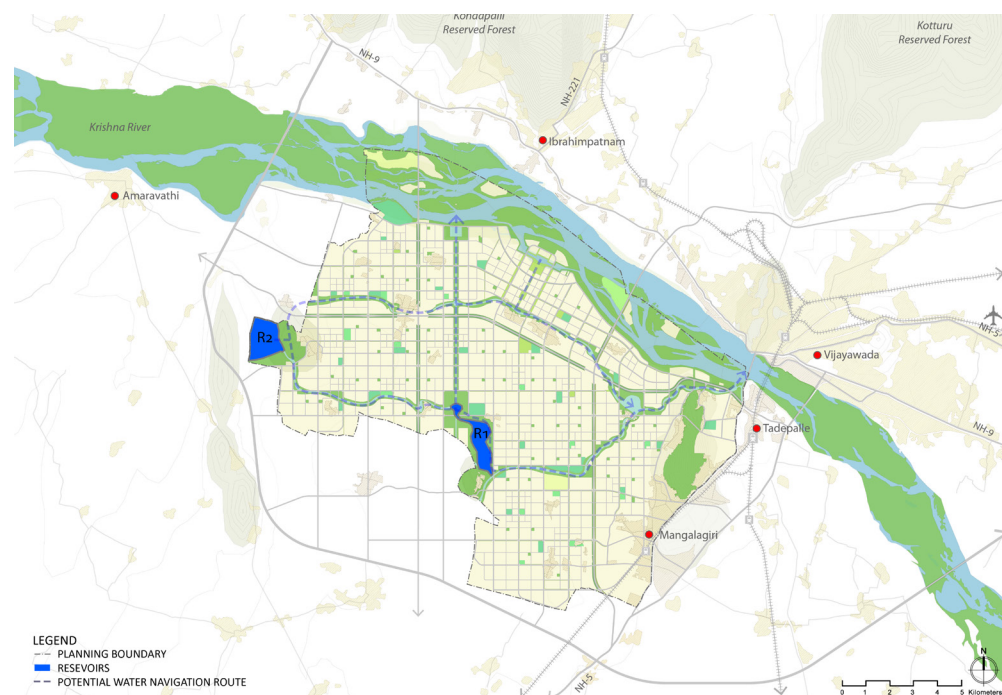 Kondapalli
Reserved Forest
Kotturu
Reserved Forest
NH-9
NH-221
Krishna River
Ibrahimpatnam
Amaravathi
NH-5
R2
Vijayawada
NH-9
R1
Tadepalle
Mangalagiri
NH-5
LEGEND
PLANNING BOUNDARY
RESEVOIRS
POTENTIAL WATER NAVIGATION ROUTE
N
0 1 2 3 4 5 Kilometers